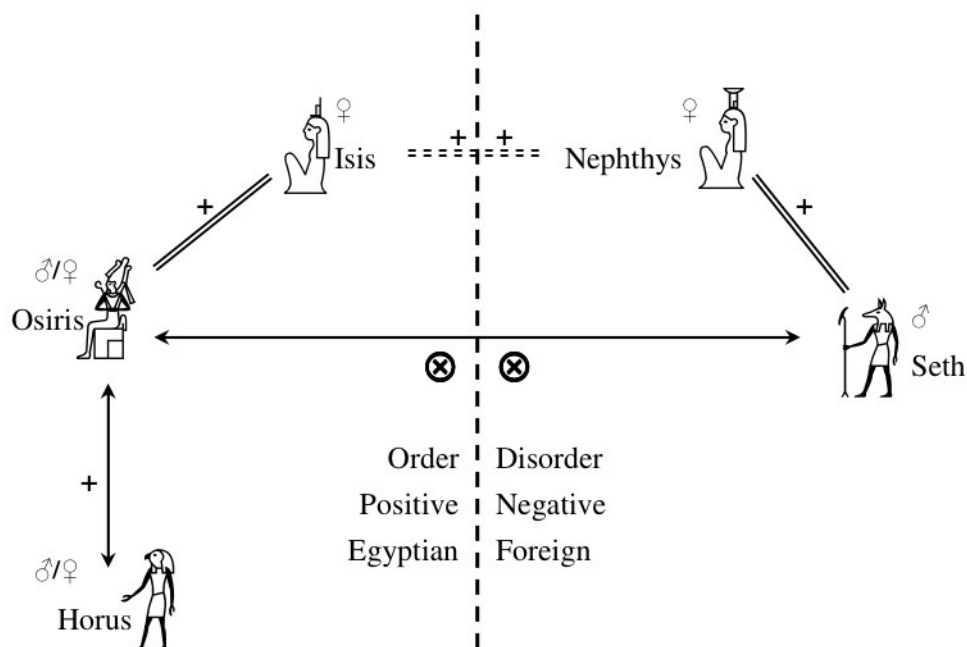 ♀
Isis
+ +
♀
Nephthys
+
+
♂/♀
Osiris
♂
Seth
⊗ ⊗
+
Order Disorder
Positive Negative
Egyptian Foreign
♂/♀
Horus